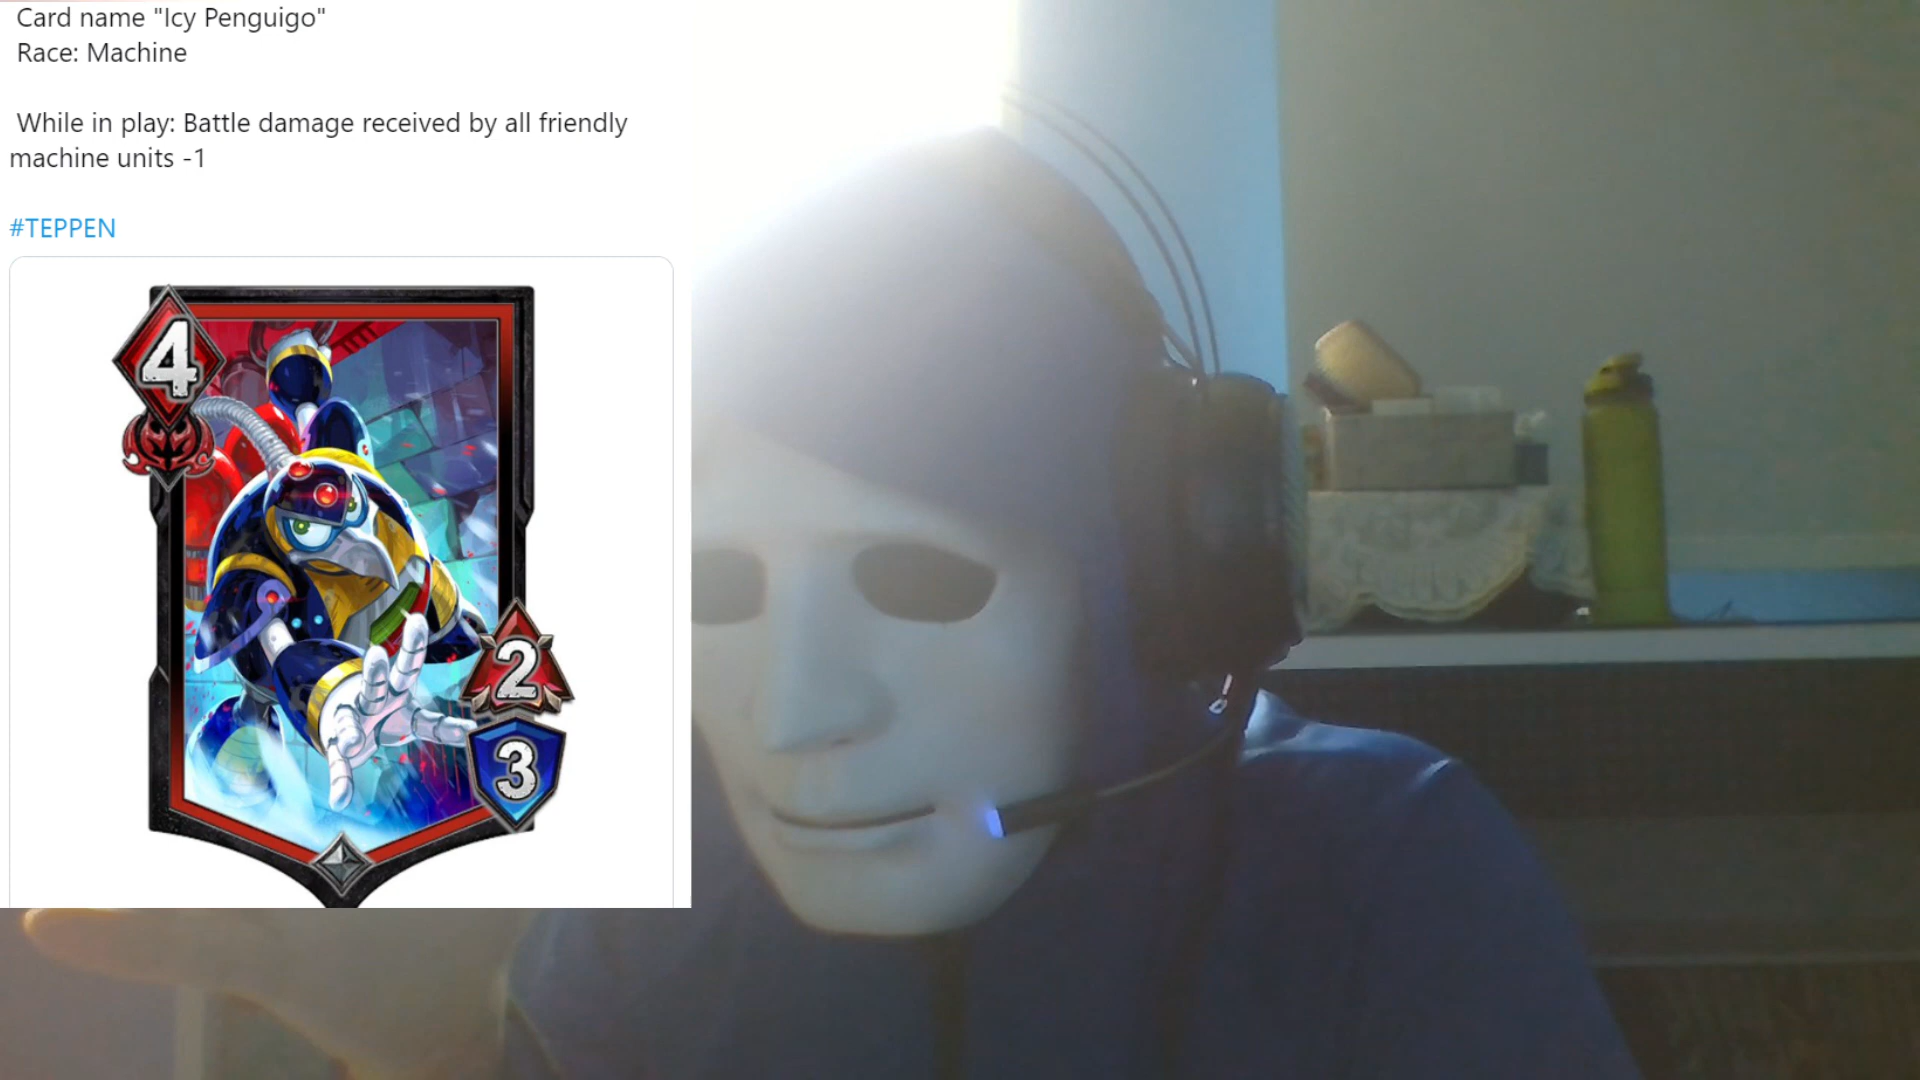 Card name "Icy Penguigo"
Race: Machine
While in play: Battle damage received by all friendly
machine units -1
#TEPPEN
4
2
3